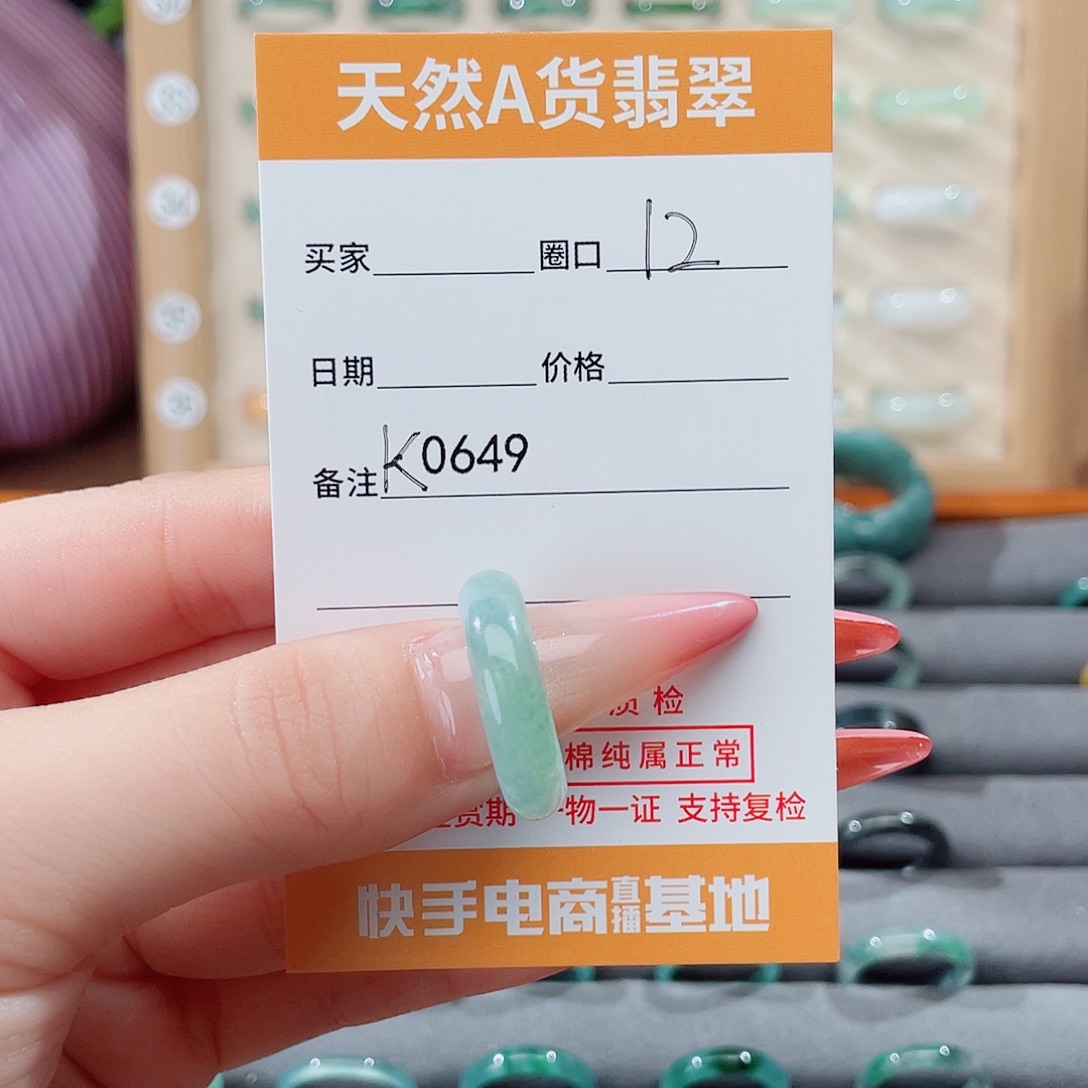 天然A货翡翠
买家 圈口 12
日期 价格
备注 K0649
质检
棉纯属正常
货期 一物一证 支持复检
快手电商直播基地